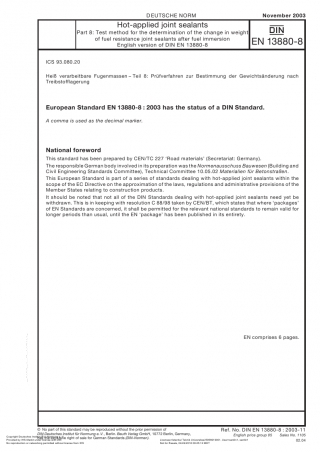 DEUTSCHE NORM
November 2003
Hot-applied joint sealants
Part 8: Test method for the determination of the change in weight
of fuel resistance joint sealants after fuel immersion
English version of DIN EN 13880-8
DIN
EN 13880-8
ICS 93.080.20
Heiß verarbeitbare Fugenmassen – Teil 8: Prüfverfahren zur Bestimmung der Gewichtsänderung nach
Treibstofflagerung
European Standard EN 13880-8 : 2003 has the status of a DIN Standard.
A comma is used as the decimal marker.
National foreword
This standard has been prepared by CEN/TC 227 'Road materials' (Secretariat: Germany).
The responsible German body involved in its preparation was the Normenausschuss Bauwesen (Building and
Civil Engineering Standards Committee), Technical Committee 10.06.02 Materialien für Betonstraßen.
This European Standard is part of a series of standards dealing with hot-applied joint sealants within the
scope of the EC Directive on the approximation of the laws, regulations and administrative provisions of the
Member States relating to construction products.
It should be noted that not all of the DIN Standards dealing with hot-applied joint sealants need yet be
withdrawn. This is in keeping with resolution C 88/98 taken by CEN/BT, which states that where 'packages'
of EN Standards are concerned, it shall be permitted for the relevant national standards to remain valid for
longer periods than usual, until the EN 'package' has been published in its entirety.
EN comprises 6 pages.
© No part of this standard may be reproduced without the prior permission of
DIN Deutsches Institut für Normung e.V., Berlin. Beuth Verlag GmbH, 10772 Berlin, Germany,
right of sale for German Standards (DIN-Normen).
Ref. No. DIN EN 13880-8 : 2003-11
English price group 06 Sales No. 1106
02.04